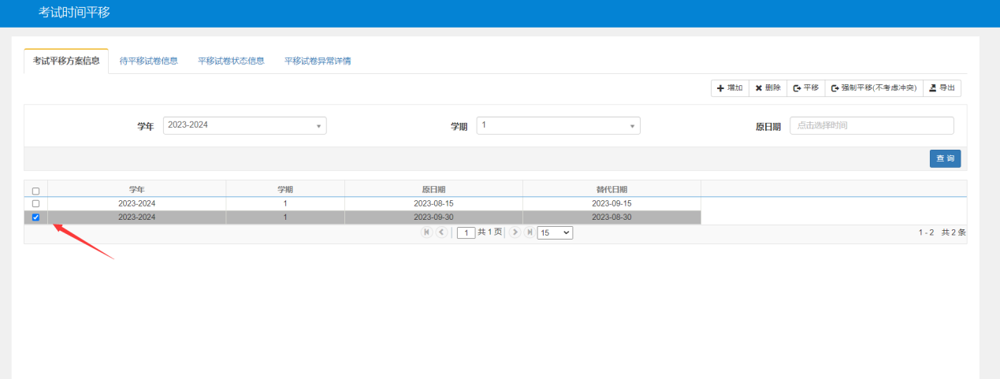 考试时间平移
考试平移方案信息 待平移试卷信息 平移试卷状态信息 平移试卷异常详情
增加 删除 平移 强制平移(不考虑冲突) 导出
学年 2023-2024 学期 1 原日期 点击选择时间
查 询
学年 学期 原日期 替代日期
2023-2024 1 2023-08-15 2023-09-15
2023-2024 1 2023-09-30 2023-08-30
1 共 1 页 15 1 - 2 共 2 条